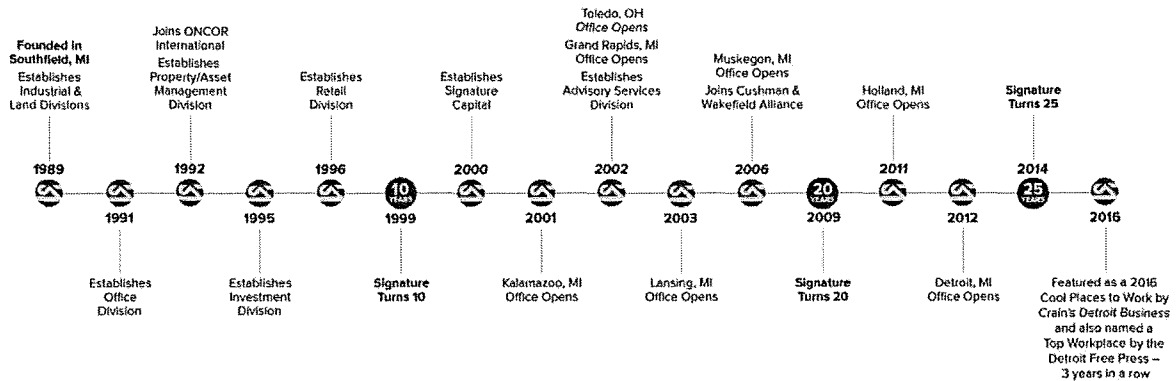 Founded in
Southfield, MI
Establishes
Industrial &
Land Divisions
1989
1991
Establishes
Office
Division
Joins ONCOR
International
Establishes
Property/Asset
Management
Division
1992
1995
Establishes
Investment
Division
Establishes
Retail
Division
1996
10
YEARS
1999
Signature
Turns 10
Establishes
Signature
Capital
2000
2001
Kalamazoo, MI
Office Opens
Toledo, OH
Office Opens
Grand Rapids, MI
Office Opens
Establishes
Advisory Services
Division
2002
2003
Lansing, MI
Office Opens
Muskegon, MI
Office Opens
Joins Cushman &
Wakefield Alliance
2006
20
YEARS
2009
Signature
Turns 20
Holland, MI
Office Opens
2011
2012
Detroit, MI
Office Opens
Signature
Turns 25
2014
25
YEARS
2016
Featured as a 2016
Cool Places to Work by
Crain's Detroit Business
and also named a
Top Workplace by the
Detroit Free Press –
3 years in a row